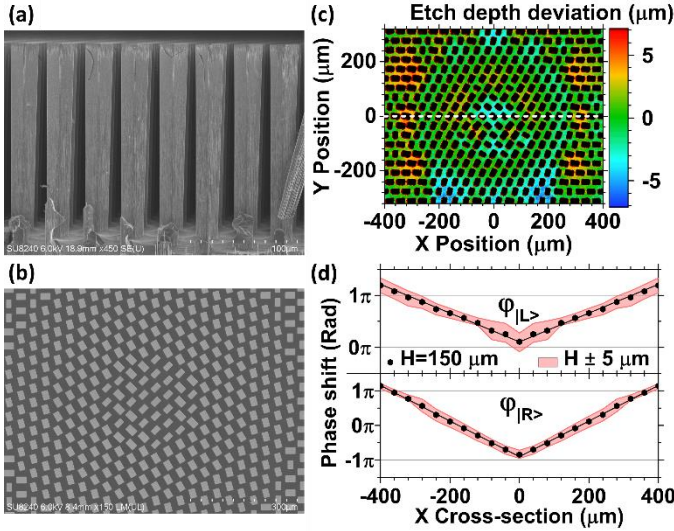 (a)
SU8240 6.0kV 18.9mm x450 SE(U)
100μm
(b)
SU8240 6.0kV 8.4mm x150 LM(CL)
300μm
(c)
Etch depth deviation (μm)
Y Position (μm)
200
0
-200
-400 -200 0 200 400
X Position (μm)
5
0
-5
(d)
Phase shift (Rad)
1π
0π
φ|L>
H=150 μm
H ± 5 μm
1π
0π
-1π
φ|R>
-400 -200 0 200 400
X Cross-section (μm)